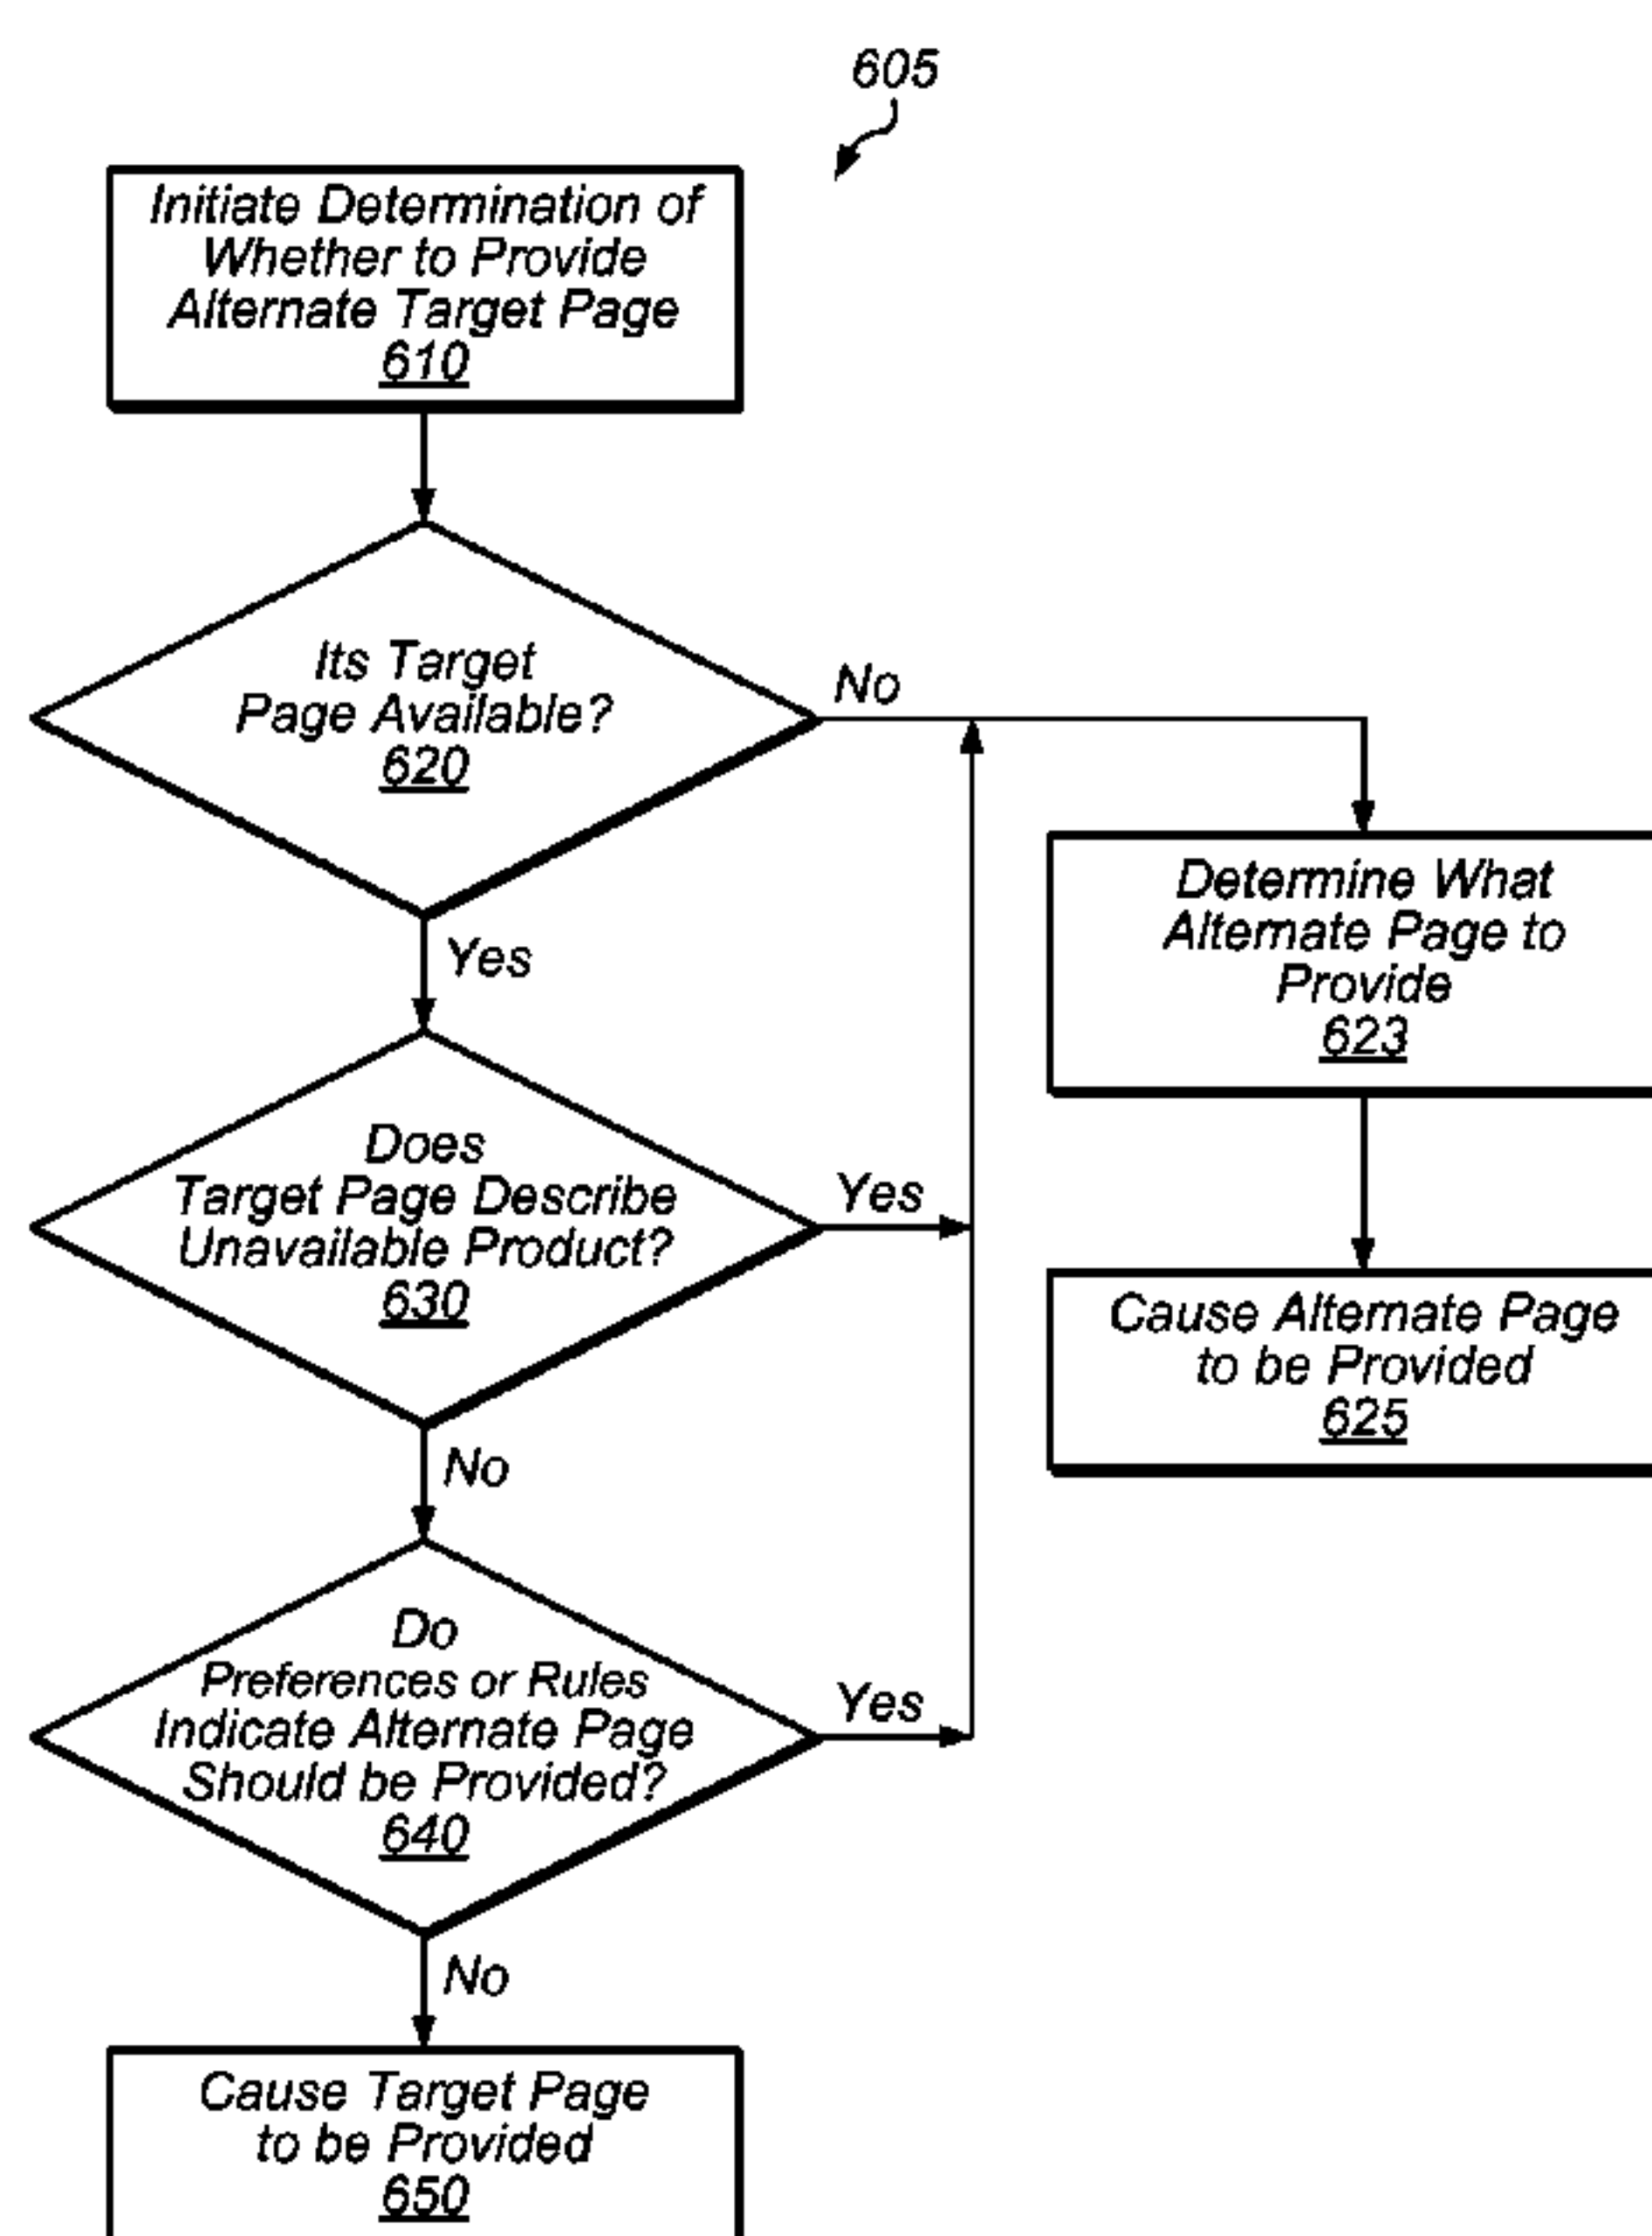 605
Initiate Determination of
Whether to Provide
Alternate Target Page
610
Its Target
Page Available?
620
No
Yes
Determine What
Alternate Page to
Provide
623
Does
Target Page Describe
Unavailable Product?
630
Yes
No
Cause Alternate Page
to be Provided
625
Do
Preferences or Rules
Indicate Alternate Page
Should be Provided?
640
Yes
No
Cause Target Page
to be Provided
650